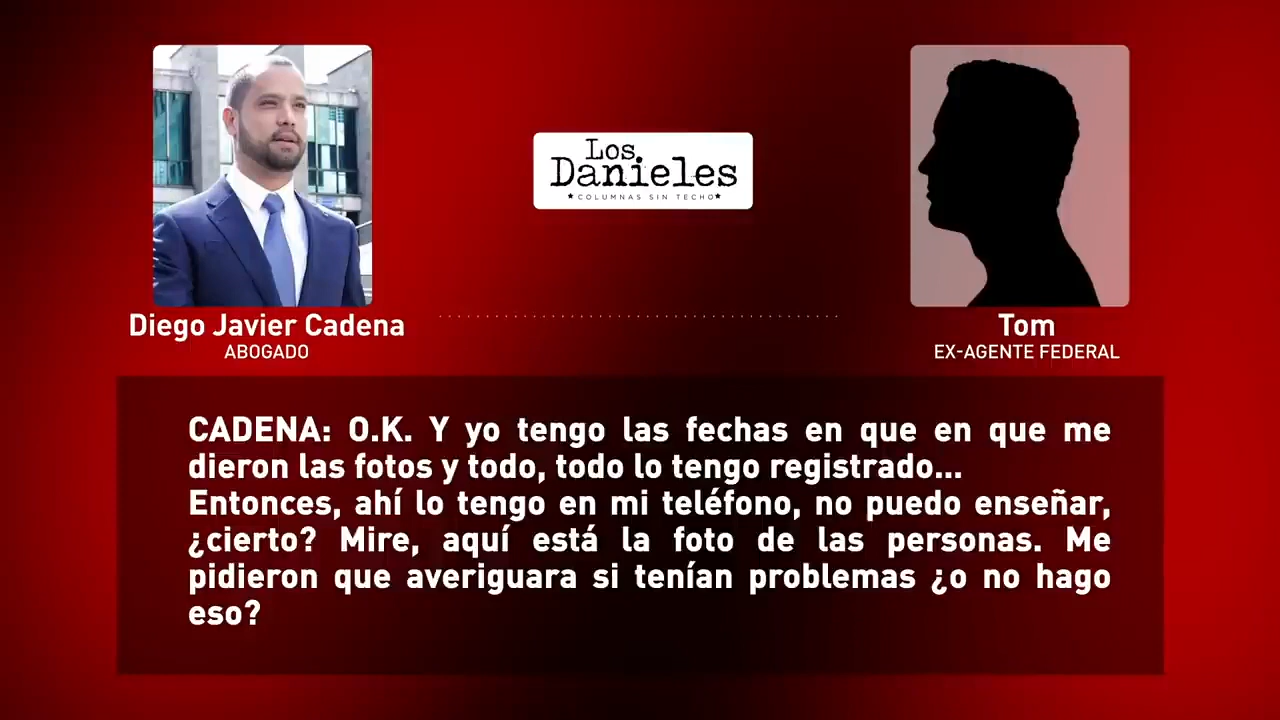 Los
Danieles
★COLUMNAS SIN TECHO★
Diego Javier Cadena
ABOGADO
Tom
EX-AGENTE FEDERAL
CADENA: O.K. Y yo tengo las fechas en que en que me
dieron las fotos y todo, todo lo tengo registrado...
Entonces, ahí lo tengo en mi teléfono, no puedo enseñar,
¿cierto? Mire, aquí está la foto de las personas. Me
pidieron que averiguara si tenían problemas ¿o no hago
eso?